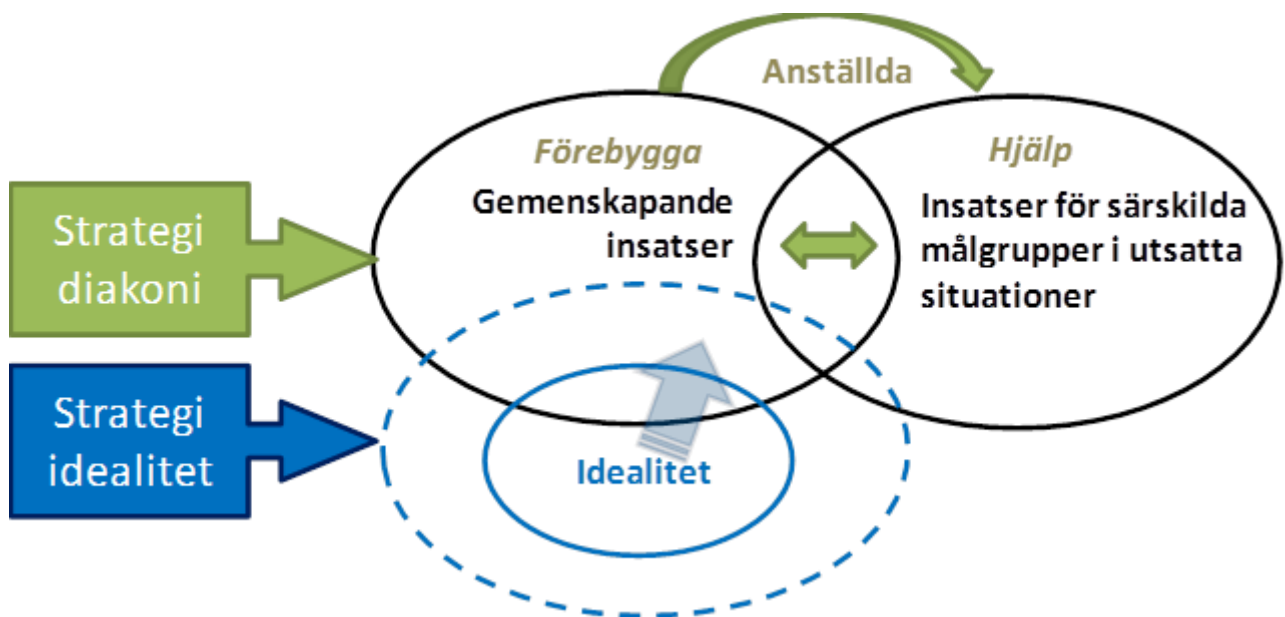 Anställda
Förebygga
Gemenskapande
insatser
Hjälp
Insatser för särskilda
målgrupper i utsatta
situationer
Strategi
diakoni
Strategi
idealitet
Idealitet